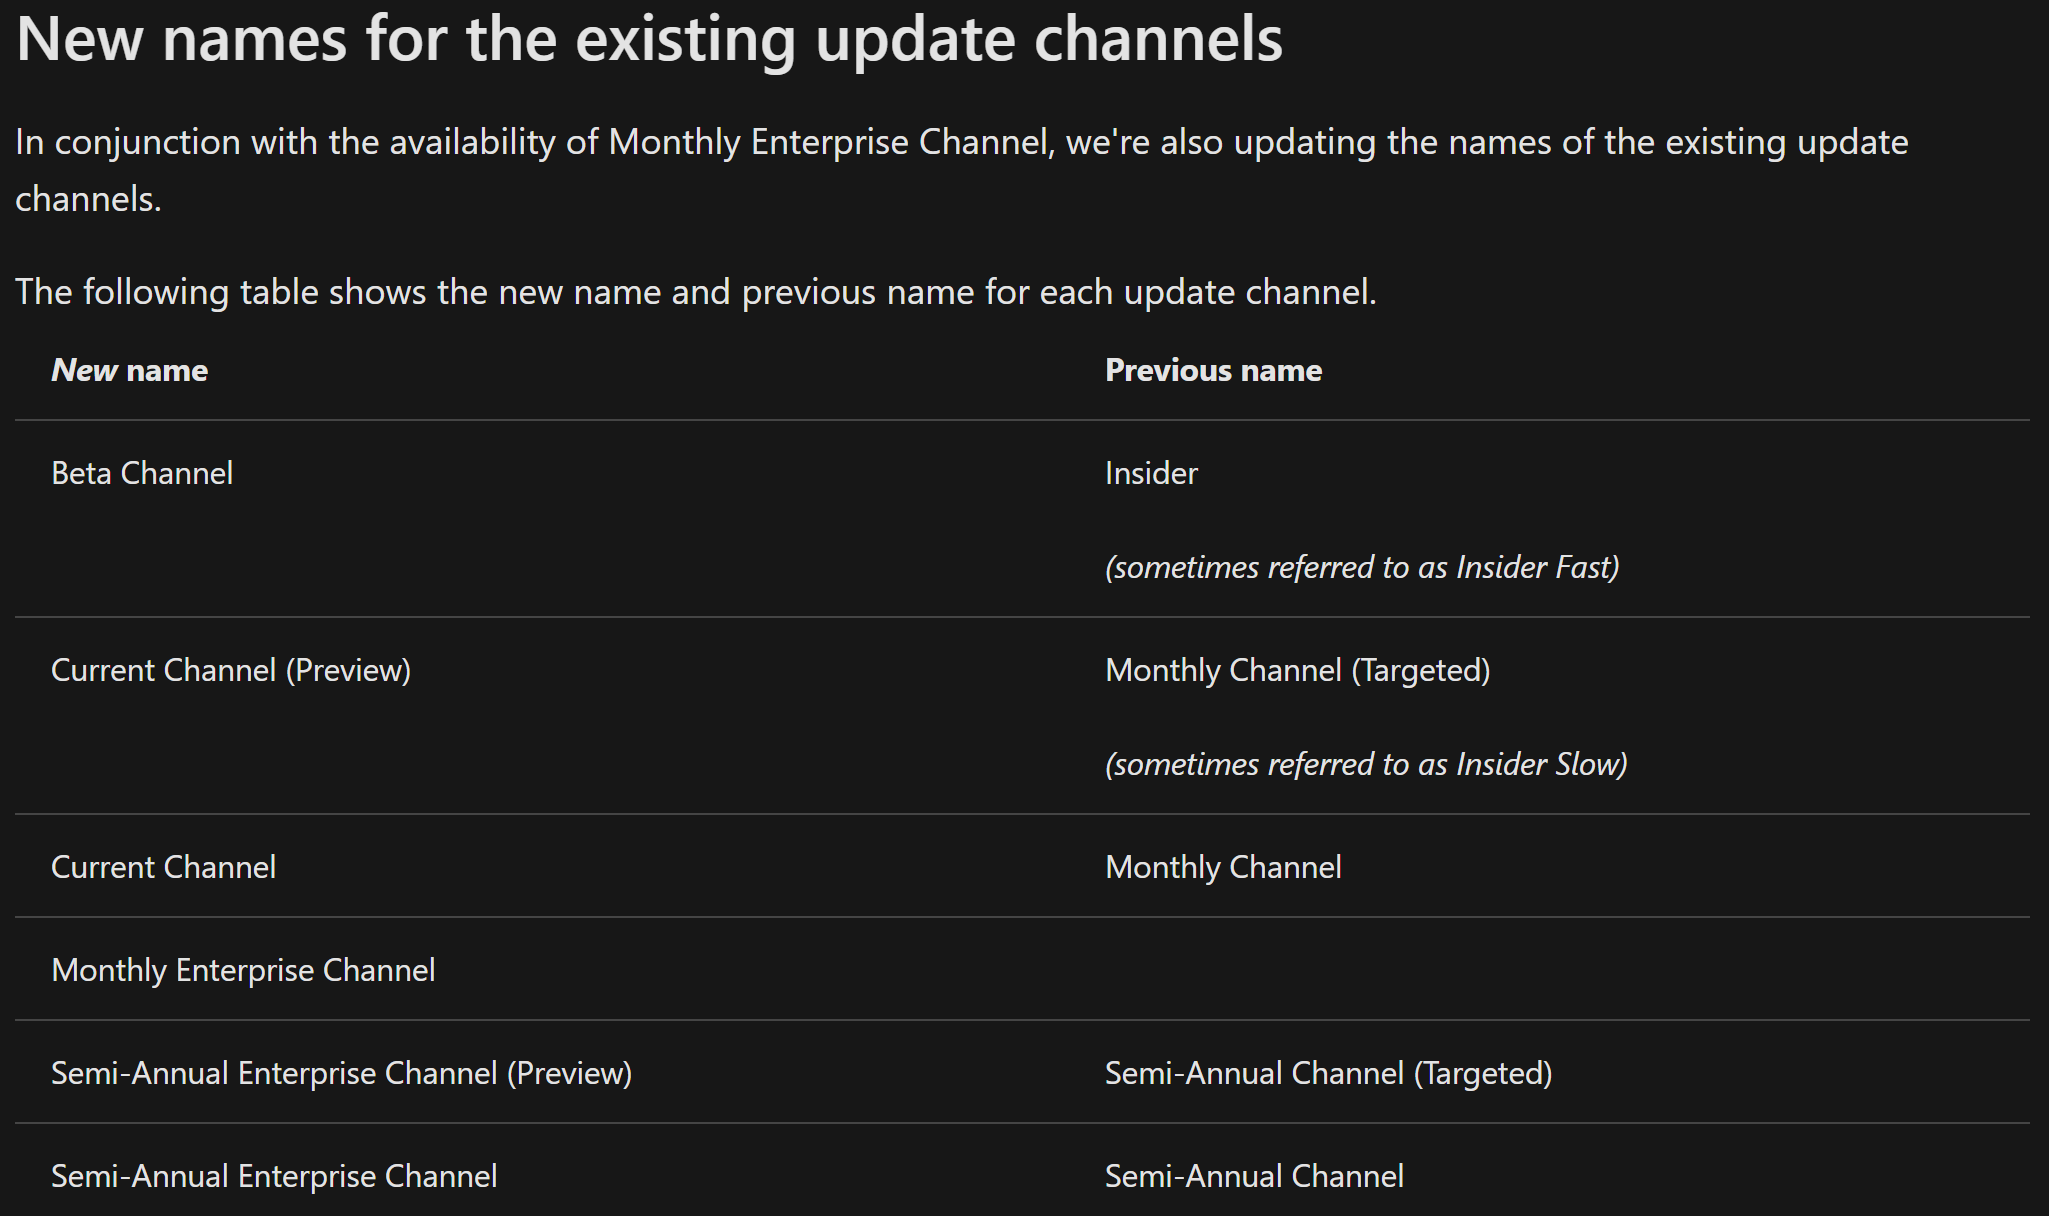 New names for the existing update channels
In conjunction with the availability of Monthly Enterprise Channel, we're also updating the names of the existing update
channels.
The following table shows the new name and previous name for each update channel.
New name Previous name
Beta Channel Insider
(sometimes referred to as Insider Fast)
Current Channel (Preview) Monthly Channel (Targeted)
(sometimes referred to as Insider Slow)
Current Channel Monthly Channel
Monthly Enterprise Channel
Semi-Annual Enterprise Channel (Preview) Semi-Annual Channel (Targeted)
Semi-Annual Enterprise Channel Semi-Annual Channel